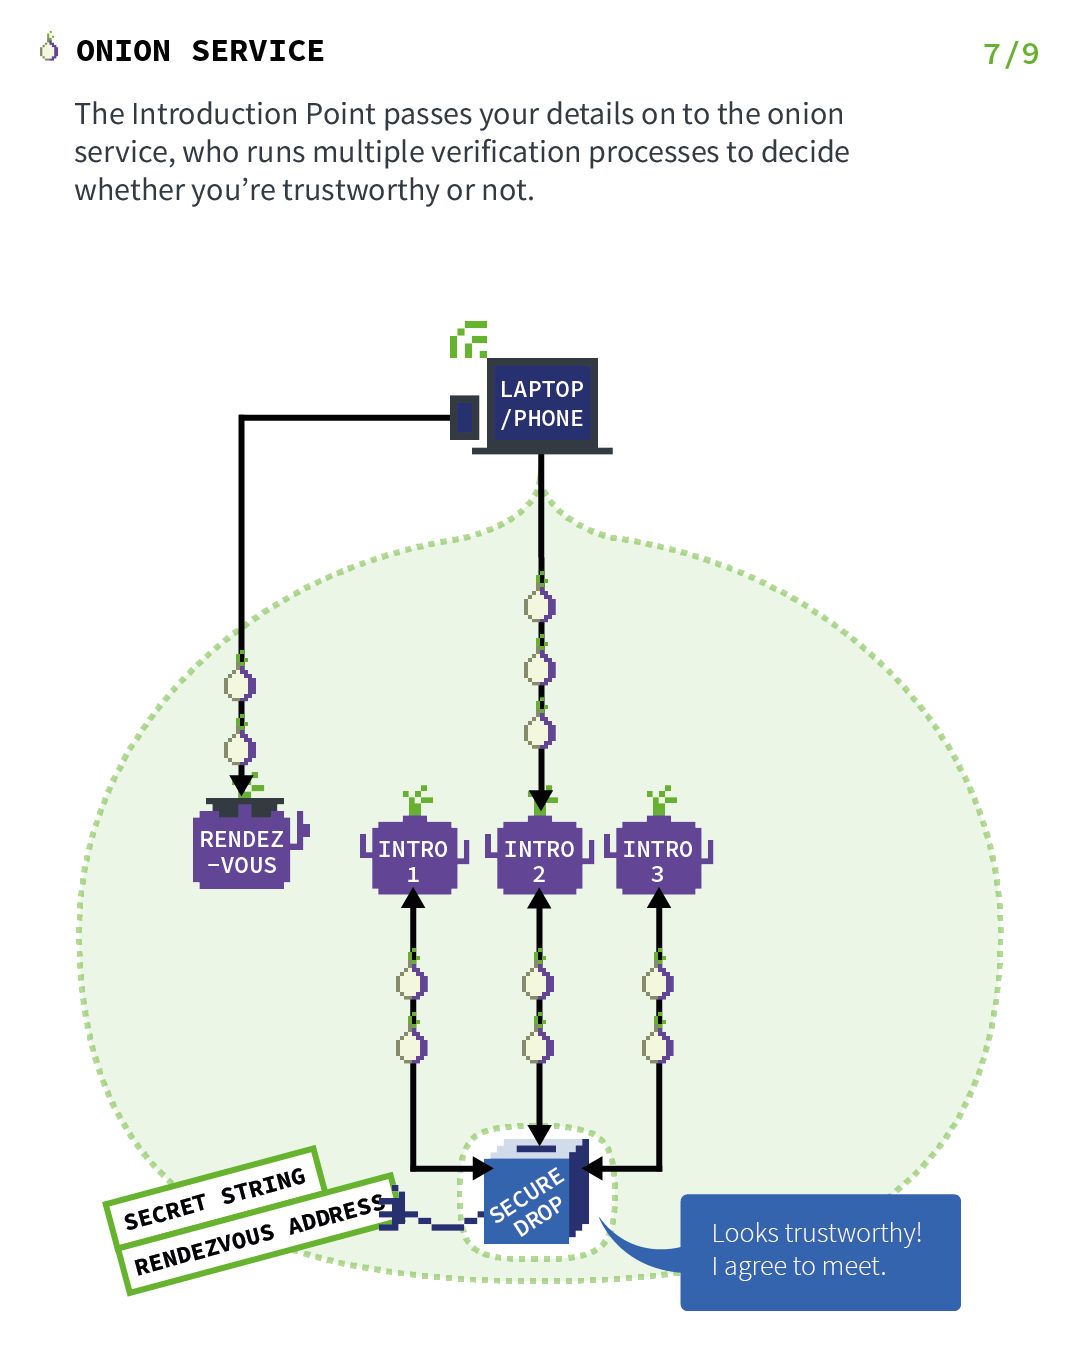 ONION SERVICE
7/9
The Introduction Point passes your details on to the onion
service, who runs multiple verification processes to decide
whether you’re trustworthy or not.
LAPTOP
/PHONE
RENDEZ
-VOUS
INTRO
1
INTRO
2
INTRO
3
SECRET STRING
RENDEZVOUS ADDRESS
SECURE
DROP
Looks trustworthy!
I agree to meet.